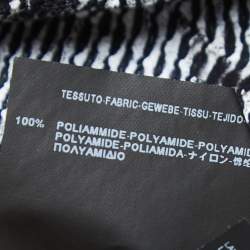 TESSUTO-FABRIC-GEWEBE-TISSU-TEJIDO
100% POLIAMMIDE-POLYAMIDE-POLYAMID
POLYAMIDE-POLIAMIDA-ナイロン-
ΠΟΛΥΑΜΙΔΙΟ